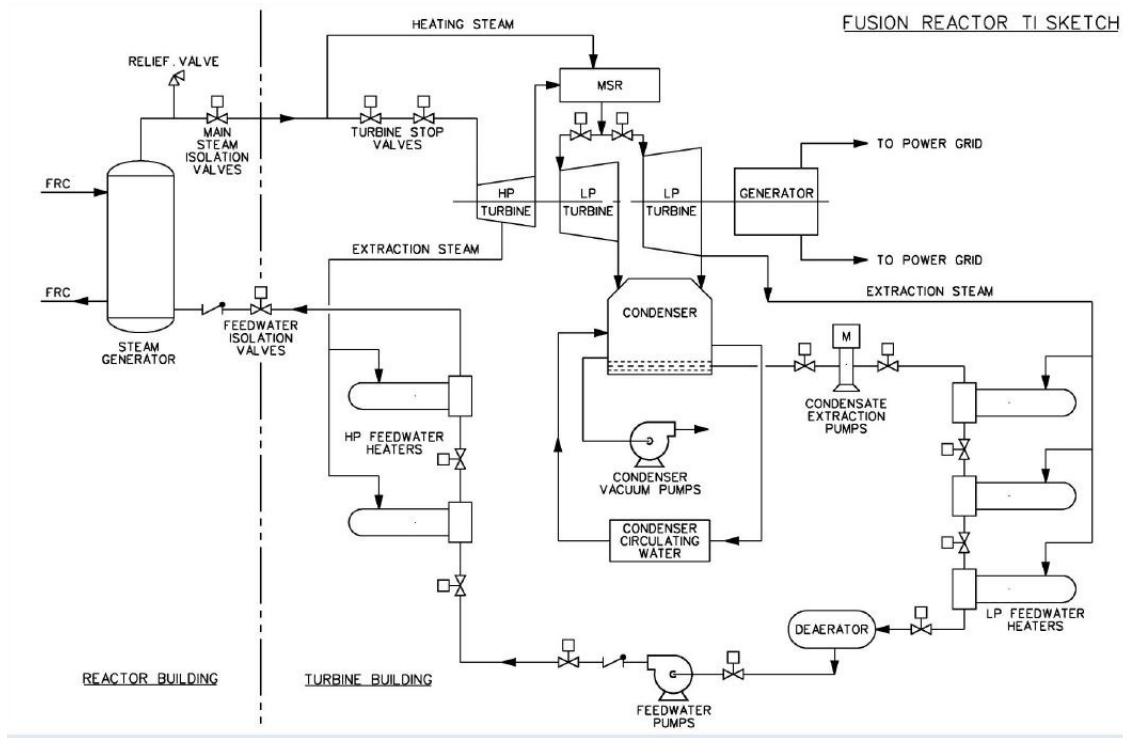 FUSION REACTOR TI SKETCH
HEATING STEAM
RELIEF. VALVE
MSR
MAIN
STEAM
ISOLATION
VALVES
TURBINE STOP
VALVES
TO POWER GRID
FRC
HP
TURBINE
LP
TURBINE
LP
TURBINE
GENERATOR
EXTRACTION STEAM
TO POWER GRID
FRC
EXTRACTION STEAM
CONDENSER
STEAM
GENERATOR
FEEDWATER
ISOLATION
VALVES
M
CONDENSATE
EXTRACTION
PUMPS
HP FEEDWATER
HEATERS
CONDENSER
VACUUM PUMPS
CONDENSER
CIRCULATING
WATER
LP FEEDWATER
HEATERS
DEAERATOR
REACTOR BUILDING
TURBINE BUILDING
FEEDWATER
PUMPS